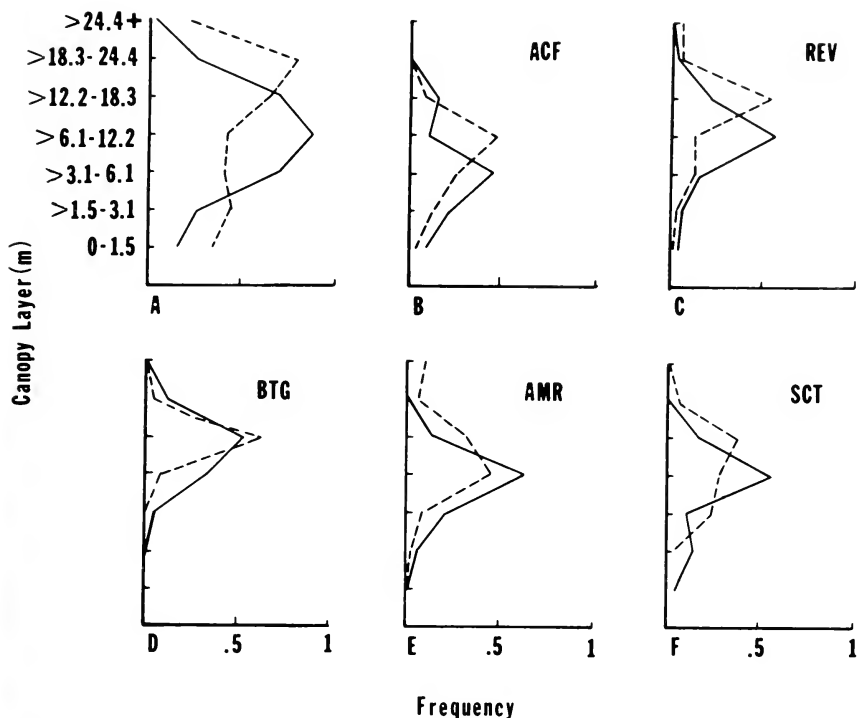 >24.4+
>18.3-24.4
>12.2-18.3
>6.1-12.2
>3.1-6.1
>1.5-3.1
0-1.5
Canopy Layer(m)
A
ACF
B
REV
C
BTG
D .5 1
AMR
E .5 1
SCT
F .5 1
Frequency